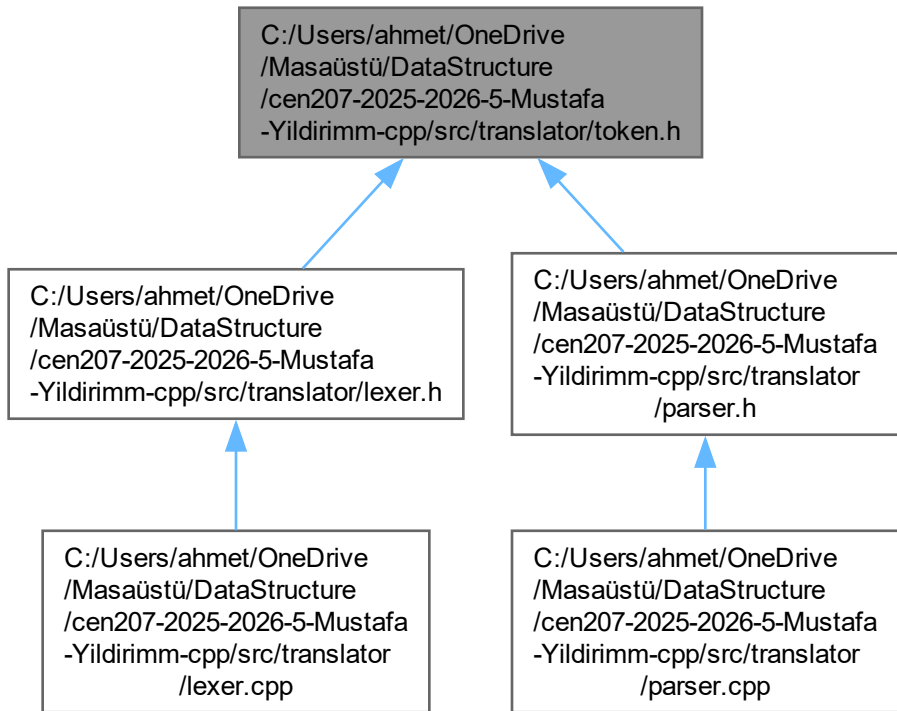 C:/Users/ahmet/OneDrive
/Masaüstü/DataStructure
/cen207-2025-2026-5-Mustafa
-Yildirimm-cpp/src/translator/token.h
C:/Users/ahmet/OneDrive
/Masaüstü/DataStructure
/cen207-2025-2026-5-Mustafa
-Yildirimm-cpp/src/translator/lexer.h
C:/Users/ahmet/OneDrive
/Masaüstü/DataStructure
/cen207-2025-2026-5-Mustafa
-Yildirimm-cpp/src/translator
/parser.h
C:/Users/ahmet/OneDrive
/Masaüstü/DataStructure
/cen207-2025-2026-5-Mustafa
-Yildirimm-cpp/src/translator
/lexer.cpp
C:/Users/ahmet/OneDrive
/Masaüstü/DataStructure
/cen207-2025-2026-5-Mustafa
-Yildirimm-cpp/src/translator
/parser.cpp